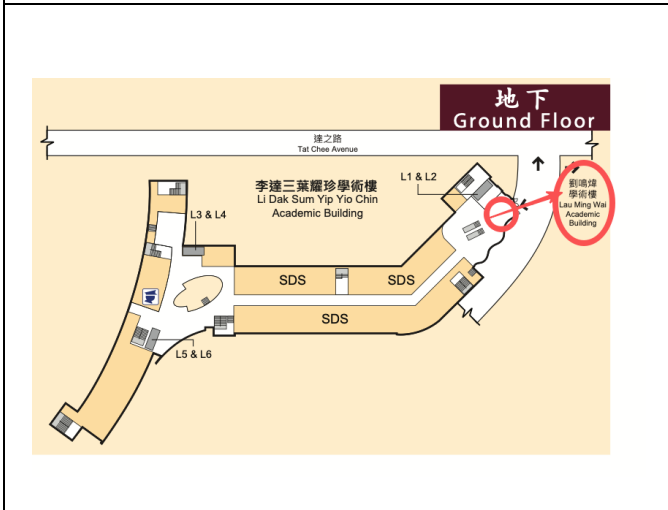 地下
Ground Floor
達之路
Tat Chee Avenue
李達三葉耀珍學術樓
Li Dak Sum Yip Yio Chin
Academic Building
L1 & L2
劉鳴煒
學術樓
Lau Ming Wai
Academic
Building
L3 & L4
SDS
SDS
SDS
L5 & L6